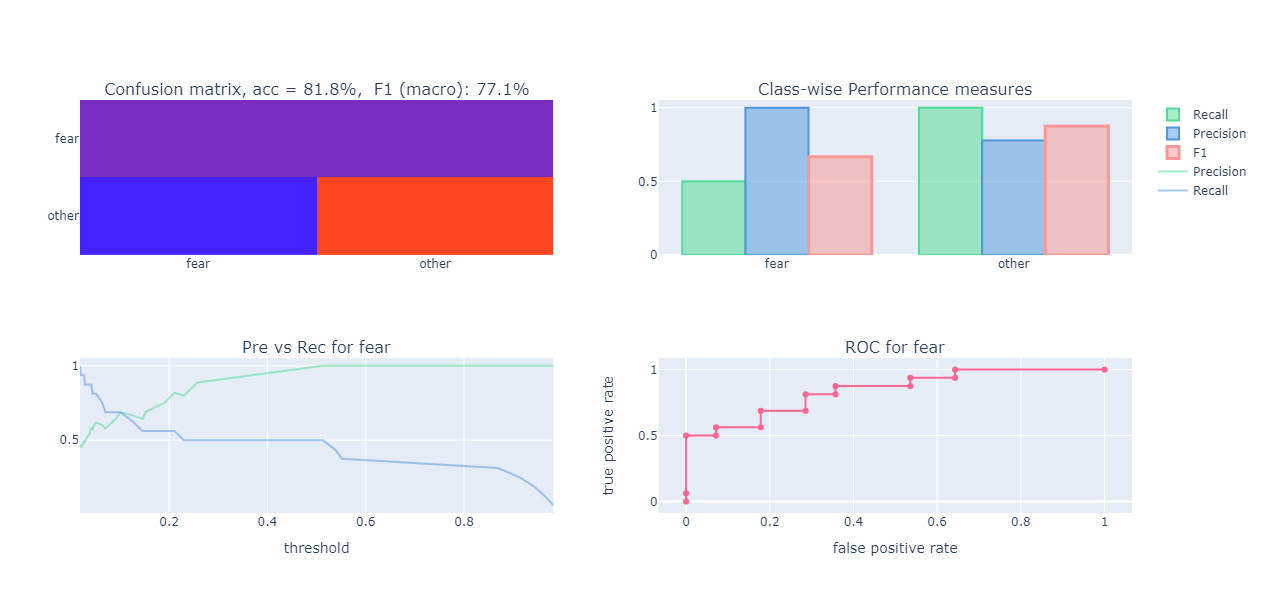 Confusion matrix, acc = 81.8%,  F1 (macro): 77.1%
fear
other
fear
other
Class-wise Performance measures
1
0.5
0
fear
other
Recall
Precision
F1
Precision
Recall
Pre vs Rec for fear
1
0.5
0.2
0.4
0.6
0.8
threshold
ROC for fear
true positive rate
1
0.5
0
0
0.2
0.4
0.6
0.8
1
false positive rate